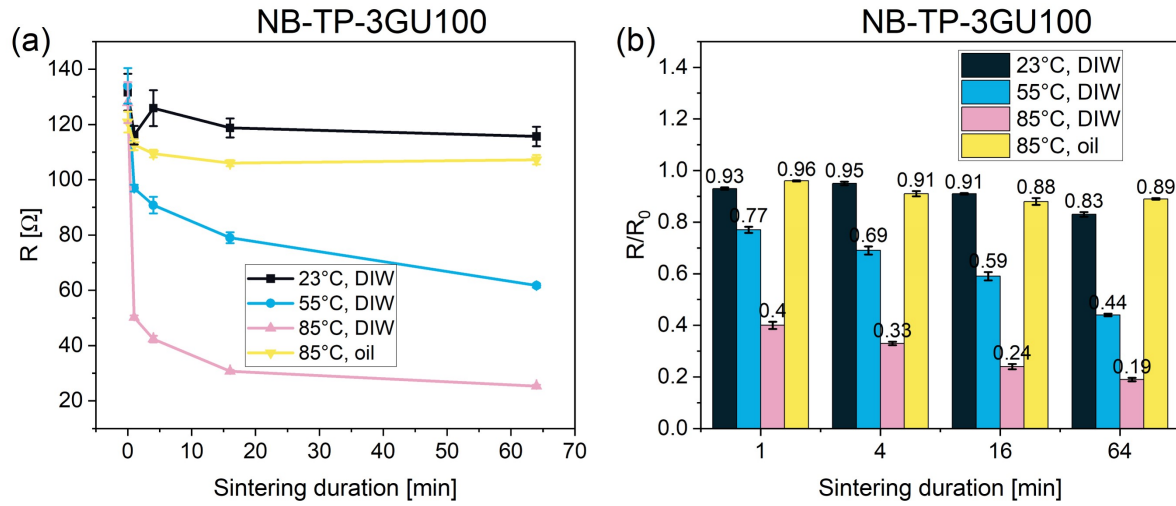 (a)
NB-TP-3GU100
140
120
100
80
60
40
20
R [Ω]
23°C, DIW
55°C, DIW
85°C, DIW
85°C, oil
0 10 20 30 40 50 60 70
Sintering duration [min]
(b)
NB-TP-3GU100
1.4
1.2
1.0
0.8
0.6
0.4
0.2
0.0
R/R₀
23°C, DIW
55°C, DIW
85°C, DIW
85°C, oil
0.93 0.77 0.4 0.96
0.95 0.69 0.33 0.91
0.91 0.59 0.24 0.88
0.83 0.44 0.19 0.89
1 4 16 64
Sintering duration [min]